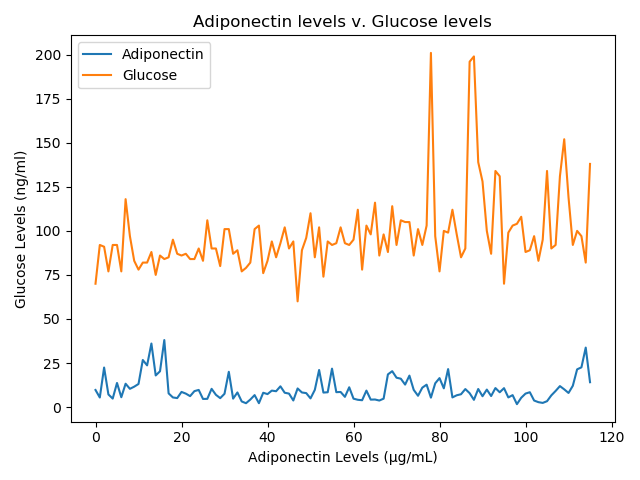 Adiponectin levels v. Glucose levels
Adiponectin
Glucose
200
175
150
125
100
75
50
25
0
Glucose Levels (ng/ml)
0 20 40 60 80 100 120
Adiponectin Levels (μg/mL)